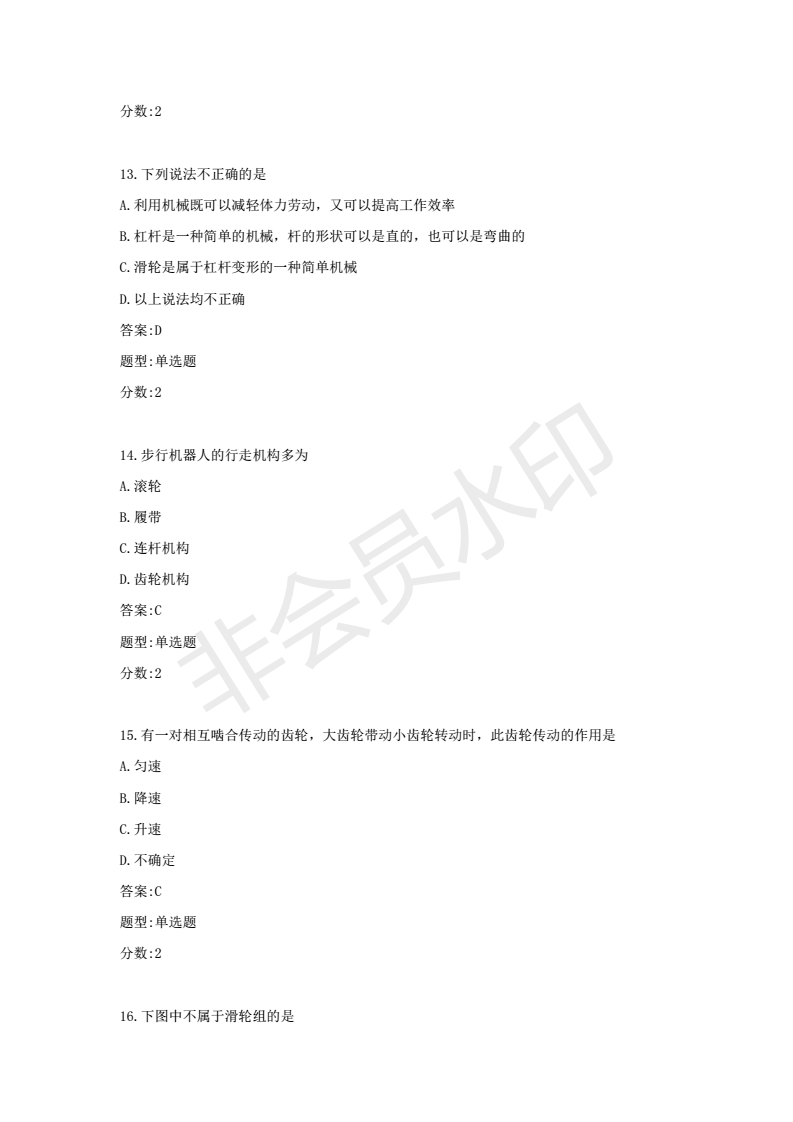 分数:2
13.下列说法不正确的是
A.利用机械既可以减轻体力劳动，又可以提高工作效率
B.杠杆是一种简单的机械，杆的形状可以是直的，也可以是弯曲的
C.滑轮是属于杠杆变形的一种简单机械
D.以上说法均不正确
答案:D
题型:单选题
分数:2
14.步行机器人的行走机构多为
A.滚轮
B.履带
C.连杆机构
D.齿轮机构
答案:C
题型:单选题
分数:2
15.有一对相互啮合传动的齿轮，大齿轮带动小齿轮转动时，此齿轮传动的作用是
A.匀速
B.降速
C.升速
D.不确定
答案:C
题型:单选题
分数:2
16.下图中不属于滑轮组的是
非会员水印